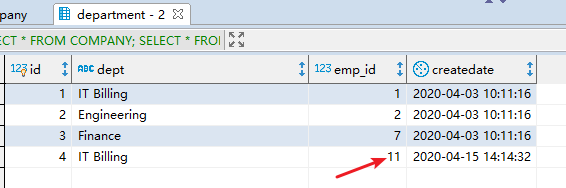 pany
department - 2
ECT * FROM COMPANY; SELECT * FRO
123 id ABC dept 123 emp_id createdate
1 IT Billing 1 2020-04-03 10:11:16
2 Engineering 2 2020-04-03 10:11:16
3 Finance 7 2020-04-03 10:11:16
4 IT Billing 11 2020-04-15 14:14:32